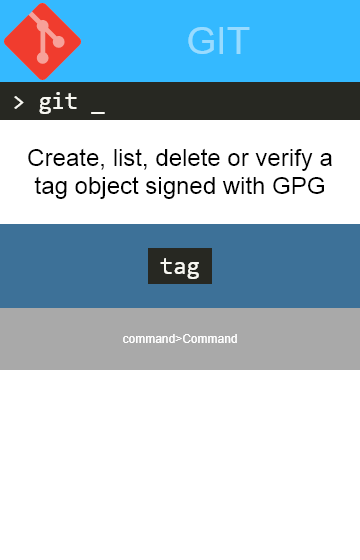 GIT
> git _
Create, list, delete or verify a
tag object signed with GPG
tag
command>Command